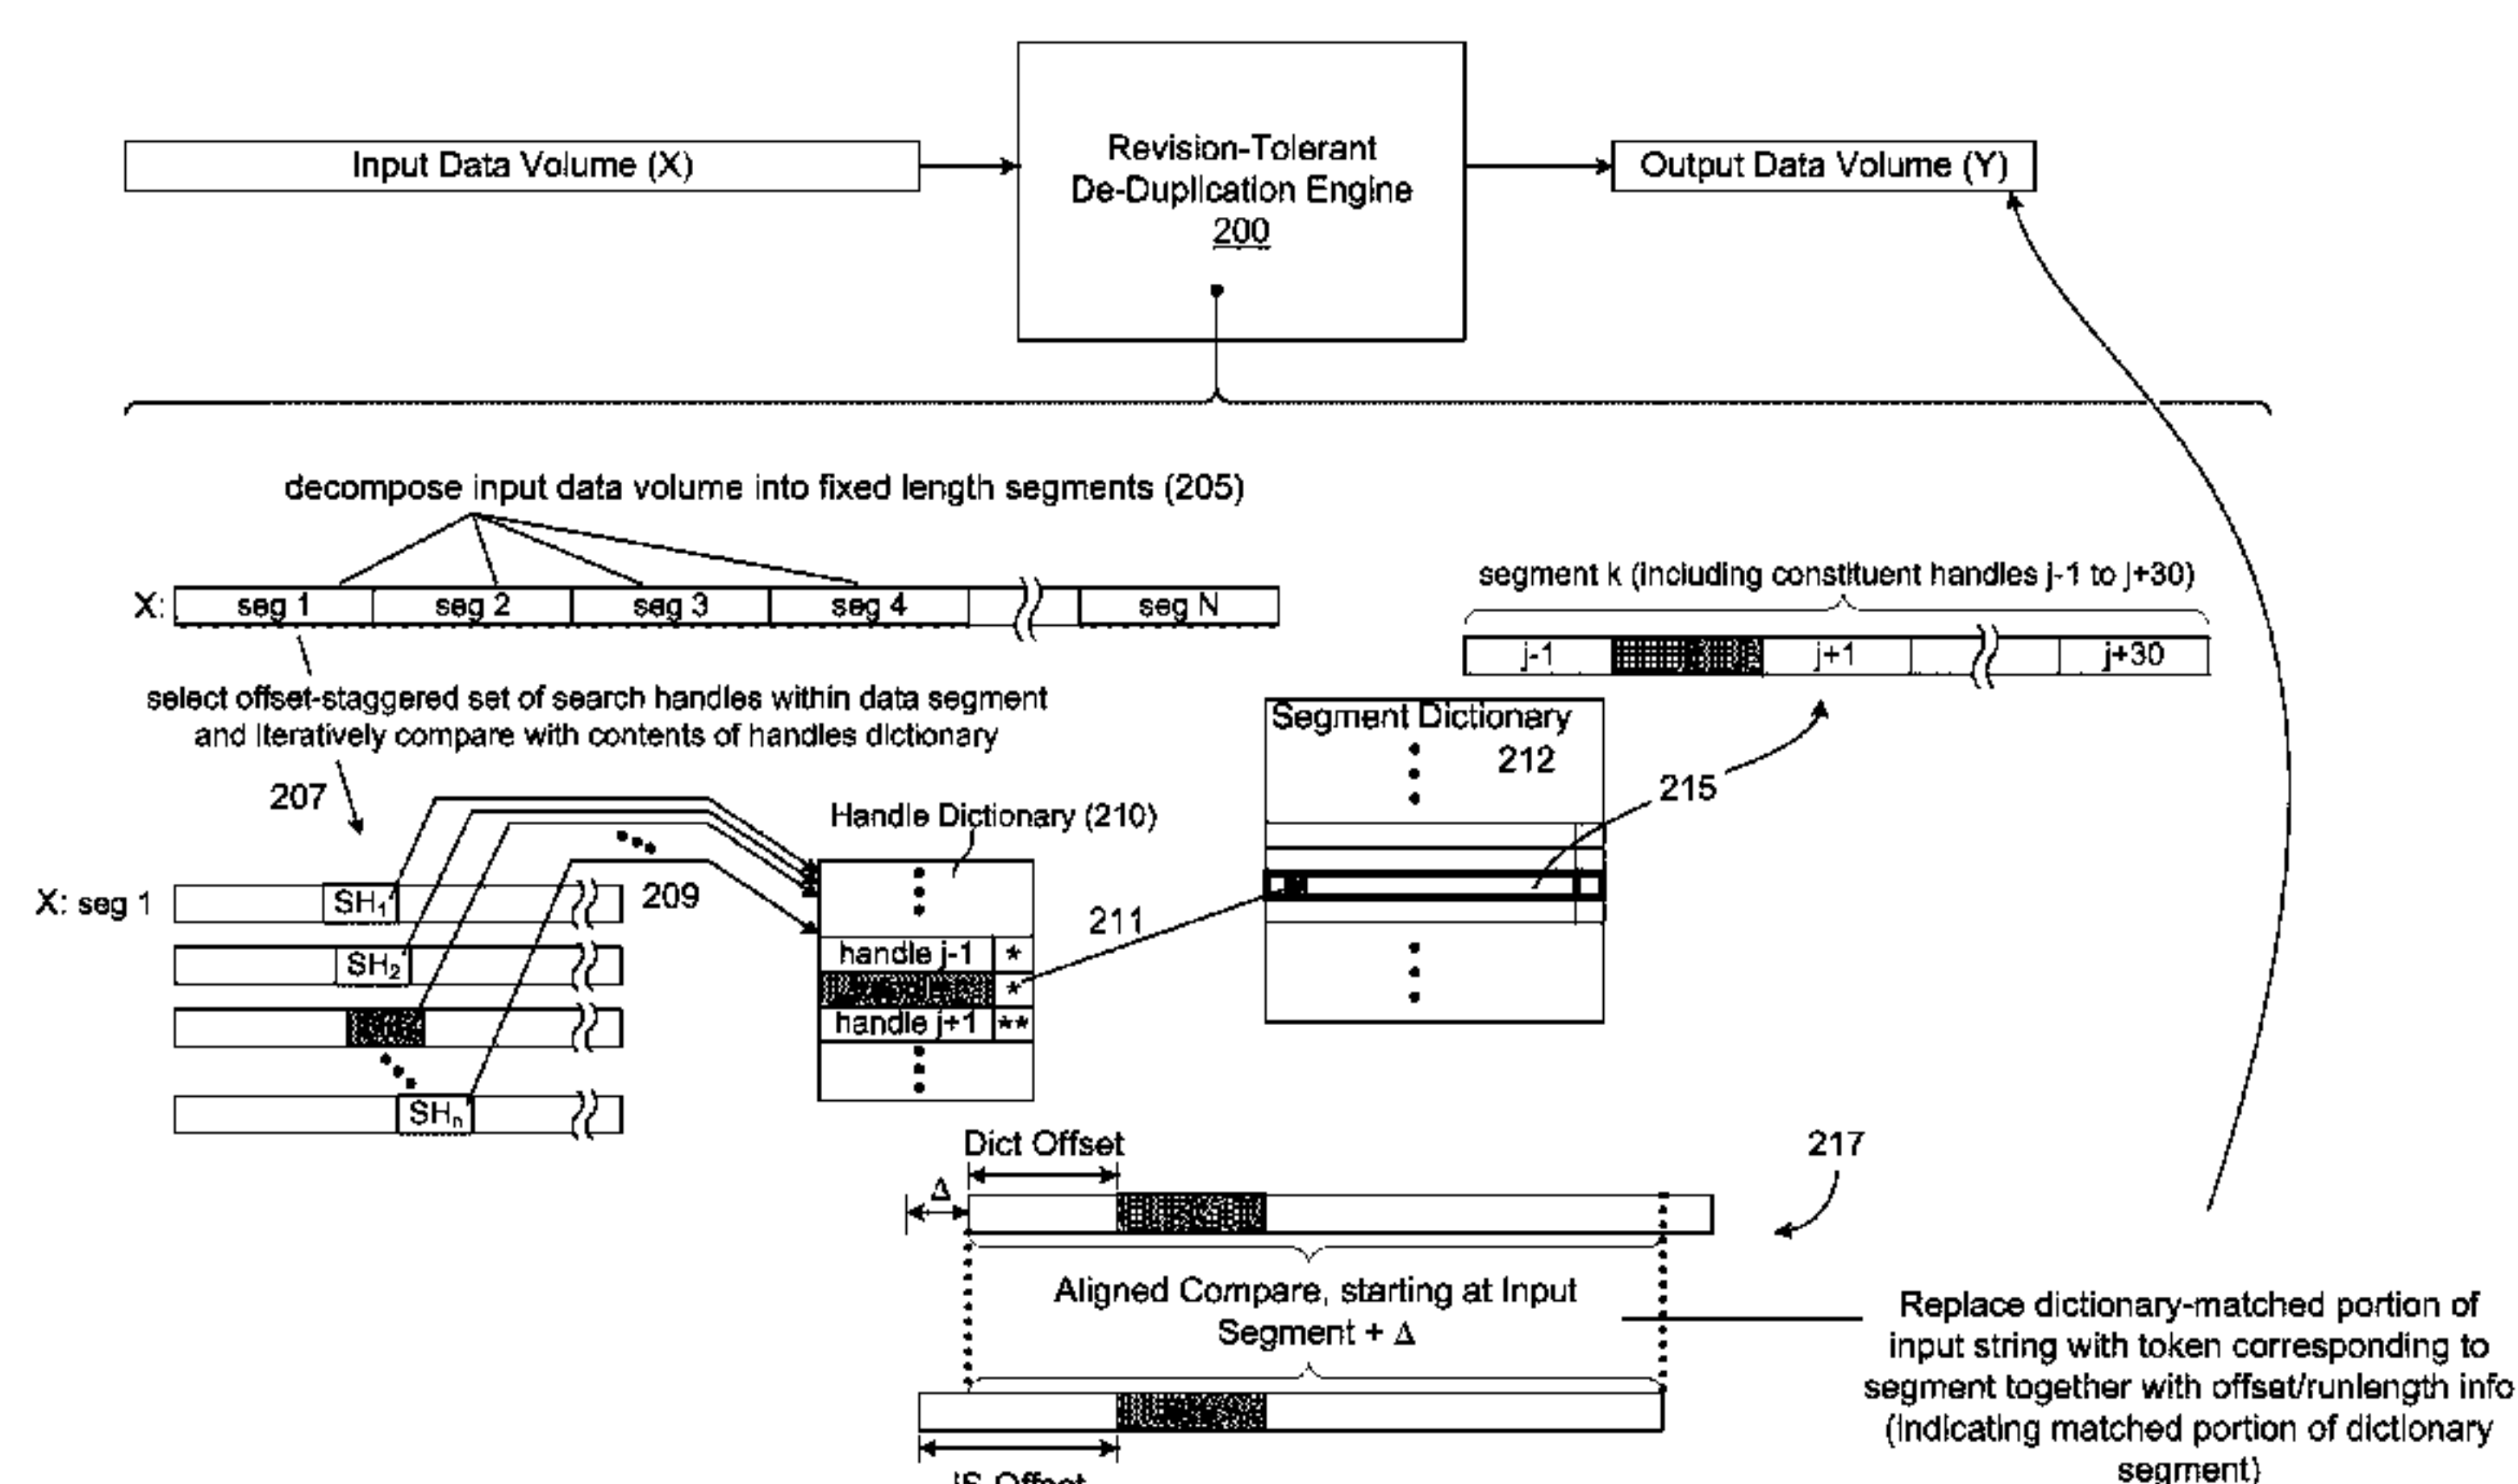 Input Data Volume (X)
Revision-Tolerant
De-Duplication Engine
200
Output Data Volume (Y)
decompose input data volume into fixed length segments (205)
X:
seg 1
seg 2
seg 3
seg 4
seg N
segment k (including constituent handles j-1 to j+30)
j-1
j+1
j+30
select offset-staggered set of search handles within data segment
and iteratively compare with contents of handles dictionary
207
Segment Dictionary
212
215
Handle Dictionary (210)
X: seg 1
SH1
209
SH2
SHn
211
handle j-1 *
*
handle j+1 **
Dict Offset
Δ
217
Aligned Compare, starting at Input
Segment + Δ
Replace dictionary-matched portion of
input string with token corresponding to
segment together with offset/runlength info
(indicating matched portion of dictionary
segment)
IS Offset